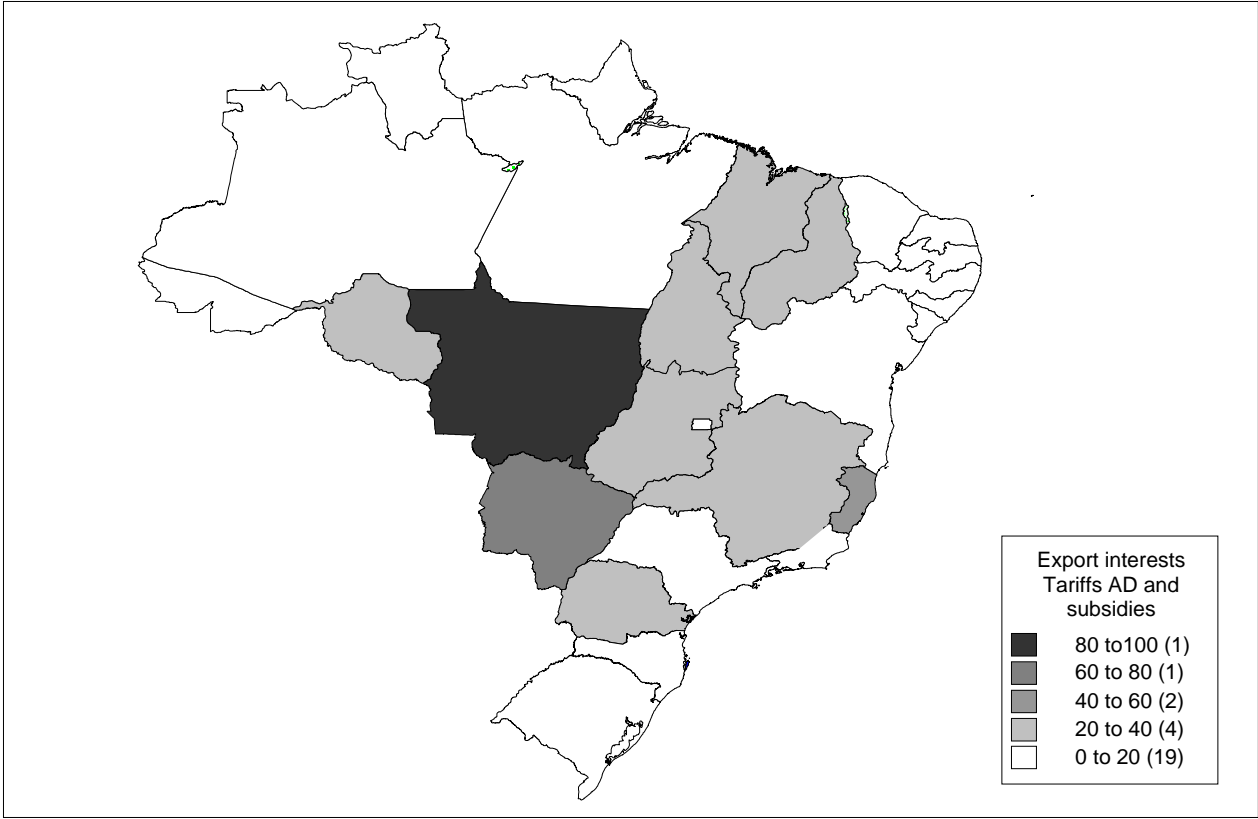 Export interests
Tariffs AD and
subsidies
80 to100 (1)
60 to 80 (1)
40 to 60 (2)
20 to 40 (4)
0 to 20 (19)